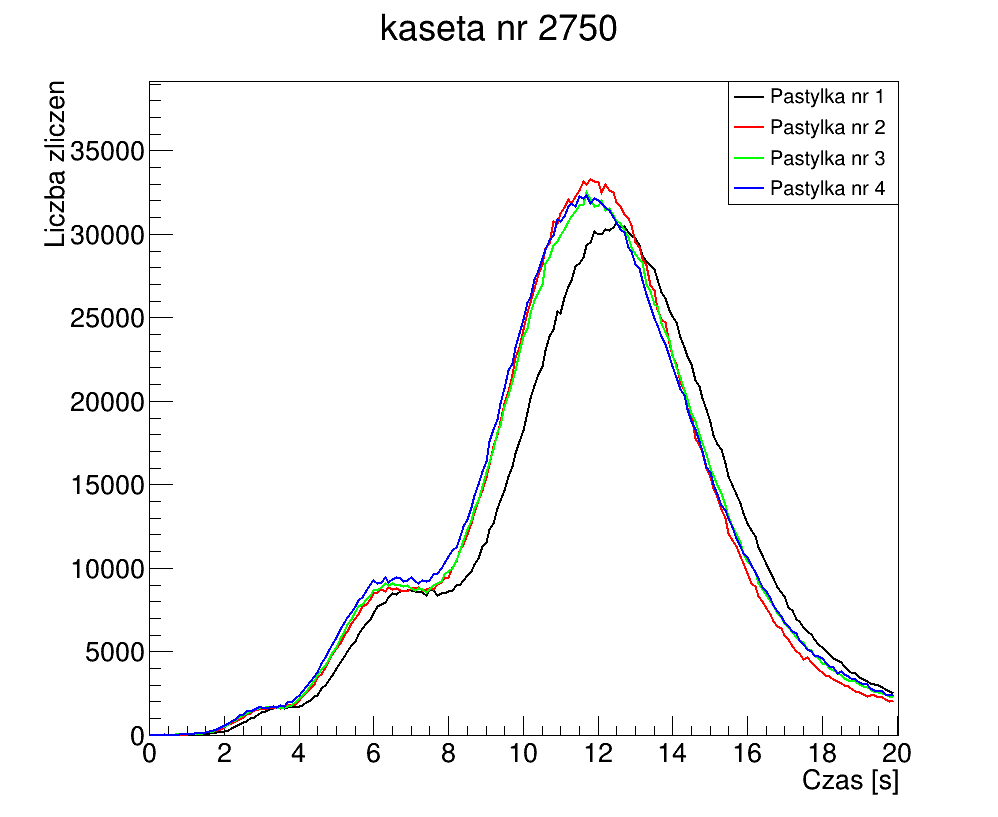 kaseta nr 2750
Liczba zliczen
35000
30000
25000
20000
15000
10000
5000
0
Pastylka nr 1
Pastylka nr 2
Pastylka nr 3
Pastylka nr 4
0 2 4 6 8 10 12 14 16 18 20
Czas [s]